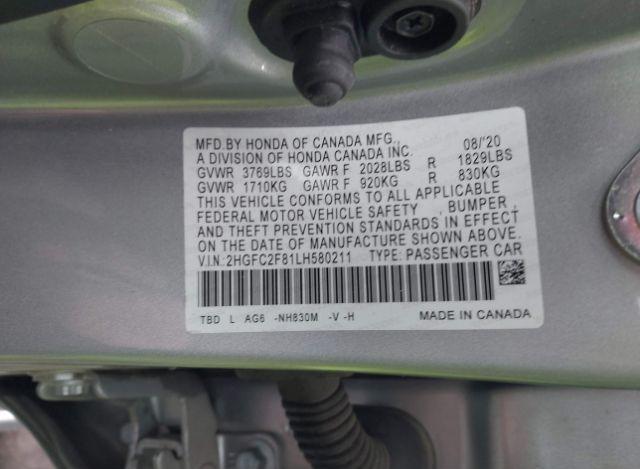 MFD.BY HONDA OF CANADA MFG., 08/'20
A DIVISION OF HONDA CANADA INC.
GVWR 3769LBS GAWR F 2028LBS R 1829LBS
GVWR 1710KG GAWR F 920KG R 830KG
THIS VEHICLE CONFORMS TO ALL APPLICABLE
FEDERAL MOTOR VEHICLE SAFETY , BUMPER ,
AND THEFT PREVENTION STANDARDS IN EFFECT
ON THE DATE OF MANUFACTURE SHOWN ABOVE.
V.I.N.:2HGFC2F81LH580211 TYPE: PASSENGER CAR
TBD L AG6 -NH830M -V -H MADE IN CANADA